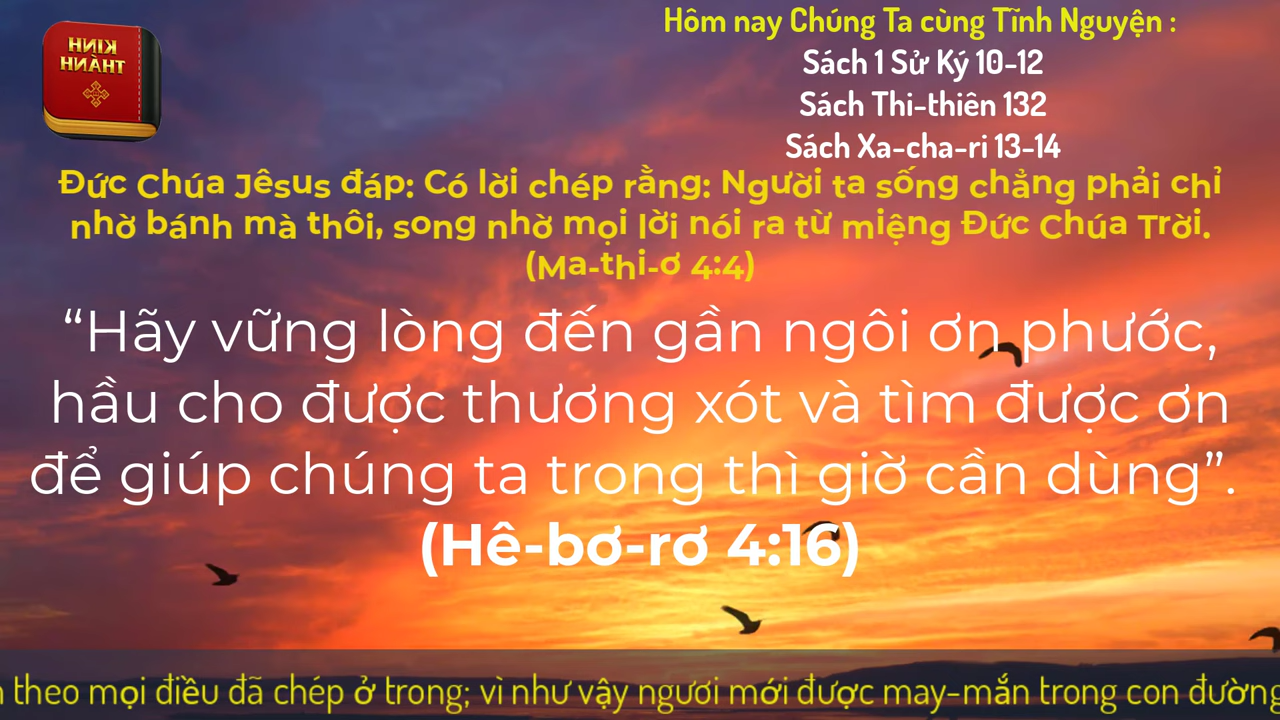 KINH
THÀNH
Hôm nay Chúng Ta cùng Tĩnh Nguyện :
Sách 1 Sử Ký 10-12
Sách Thi-thiên 132
Sách Xa-cha-ri 13-14
Đức Chúa Jêsus đáp: Có lời chép rằng: Người ta sống chẳng phải chỉ
nhờ bánh mà thôi, song nhờ mọi lời nói ra từ miệng Đức Chúa Trời.
(Ma-thi-ơ 4:4)
“Hãy vững lòng đến gần ngôi ơn phước,
hầu cho được thương xót và tìm được ơn
để giúp chúng ta trong thì giờ cần dùng”.
(Hê-bơ-rơ 4:16)
theo mọi điều đã chép ở trong; vì như vậy ngươi mới được may-mắn trong con đường